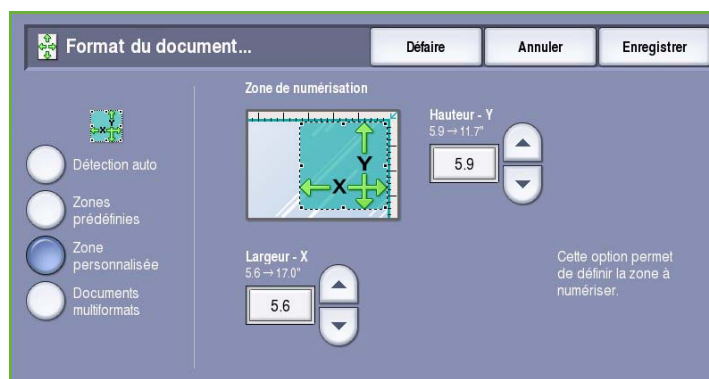 Format du document...
Défaire
Annuler
Enregistrer
Détection auto
Zones
prédéfinies
Zone
personnalisée
Documents
multiformats
Zone de numérisation
Y
X
Hauteur - Y
5.9→11.7"
5.9
Largeur - X
5.6→17.0"
5.6
Cette option permet
de définir la zone à
numériser.